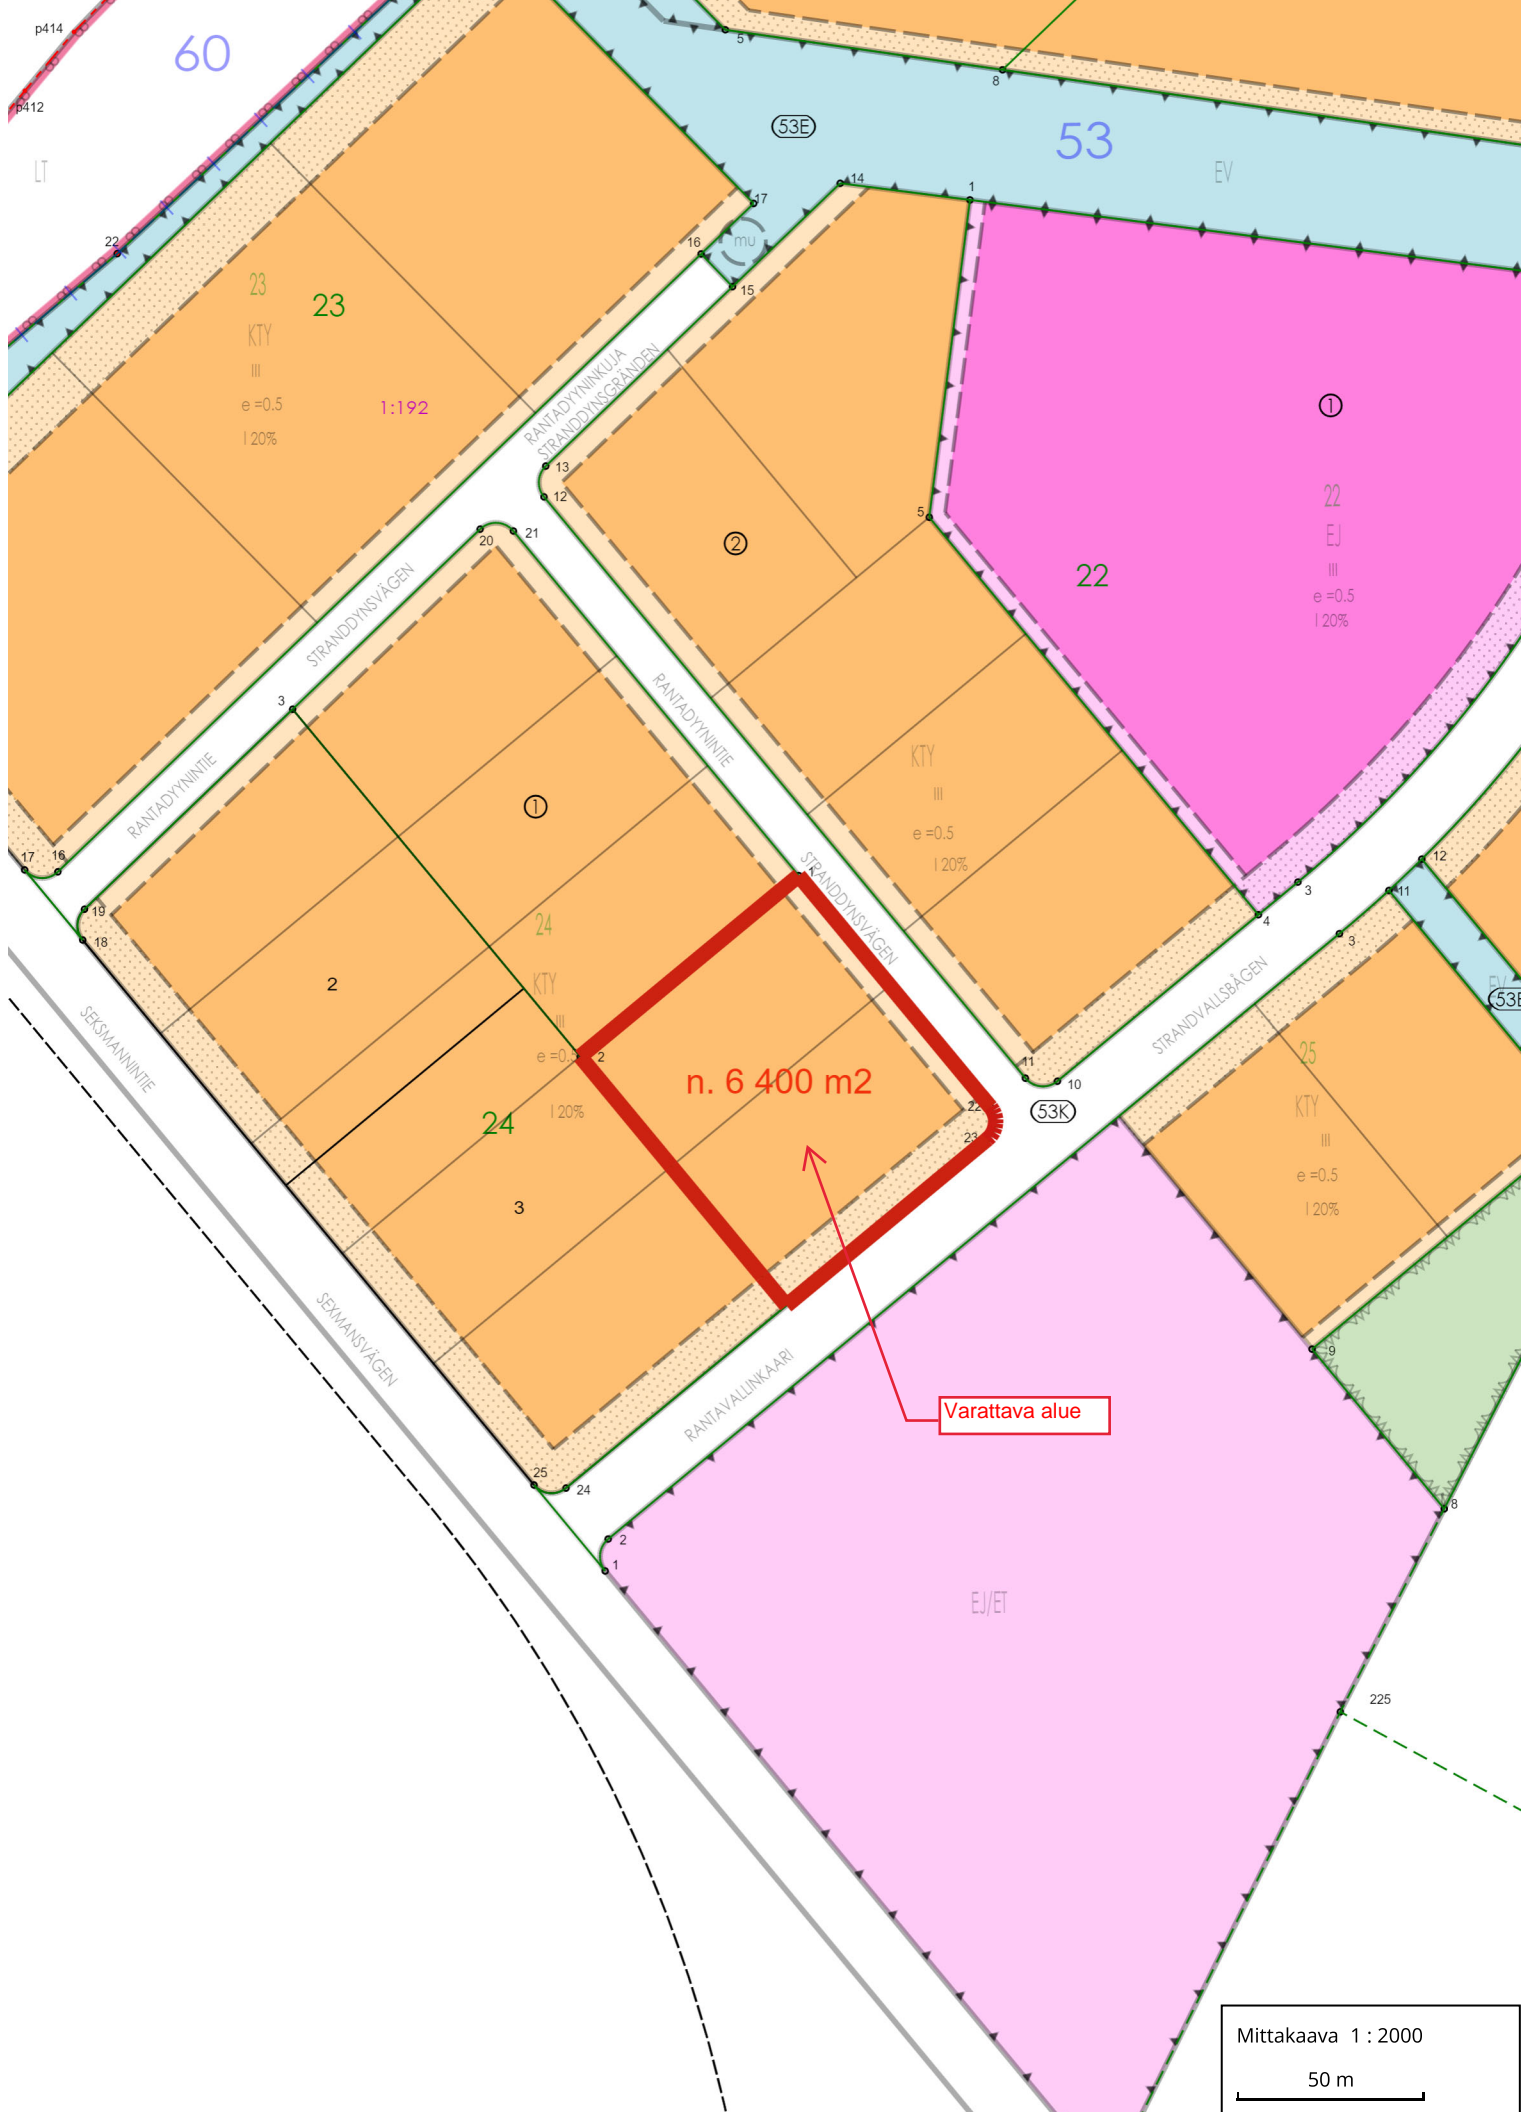 p414
60
5
8
p412
53E
53
LT
EV
14
1
17
22
16
mu
15
23
23
KTY
III
e =0.5
I 20%
1:192
RANTADYYNINKUJA
STRANDDYNSGRÄNDEN
1
13
12
22
EJ
III
e =0.5
I 20%
5
20
21
2
22
STRANDDYNSVÄGEN
3
RANTADYYNINTIE
RANTADYYNINTIE
KTY
III
e =0.5
I 20%
1
17
16
STRANDDYNSVÄGEN
12
3
11
19
18
4
3
24
2
KTY
III
e =0.5
I 20%
2
STRANDVALLSBÅGEN
EV
53E
SEKSMANNINTIE
n. 6 400 m2
11
10
22
53K
23
25
KTY
III
e =0.5
I 20%
24
3
SEXMANSVÄGEN
RANTAVALLINKAARI
9
Varattava alue
25
24
8
2
1
EJ/ET
225
Mittakaava 1 : 2000
50 m